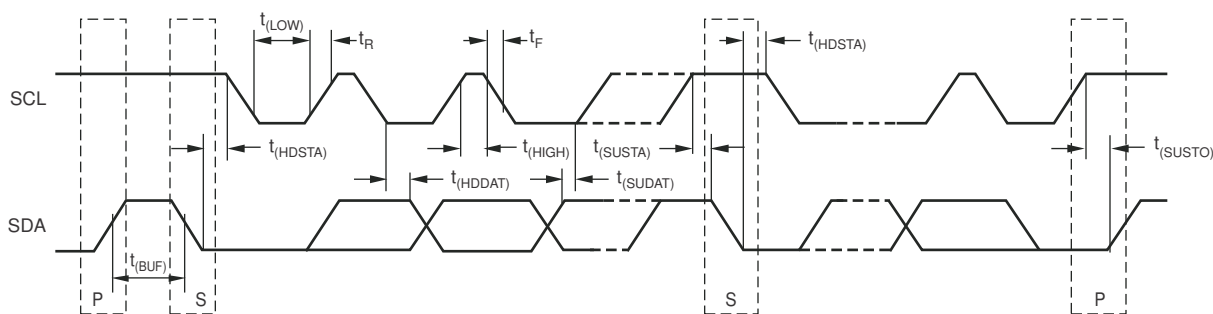 t(LOW)
tR
tF
t(HDSTA)
SCL
t(HDSTA)
t(HIGH)
t(SUSTA)
t(SUSTO)
t(HDDAT)
t(SUDAT)
SDA
t(BUF)
P
S
S
P